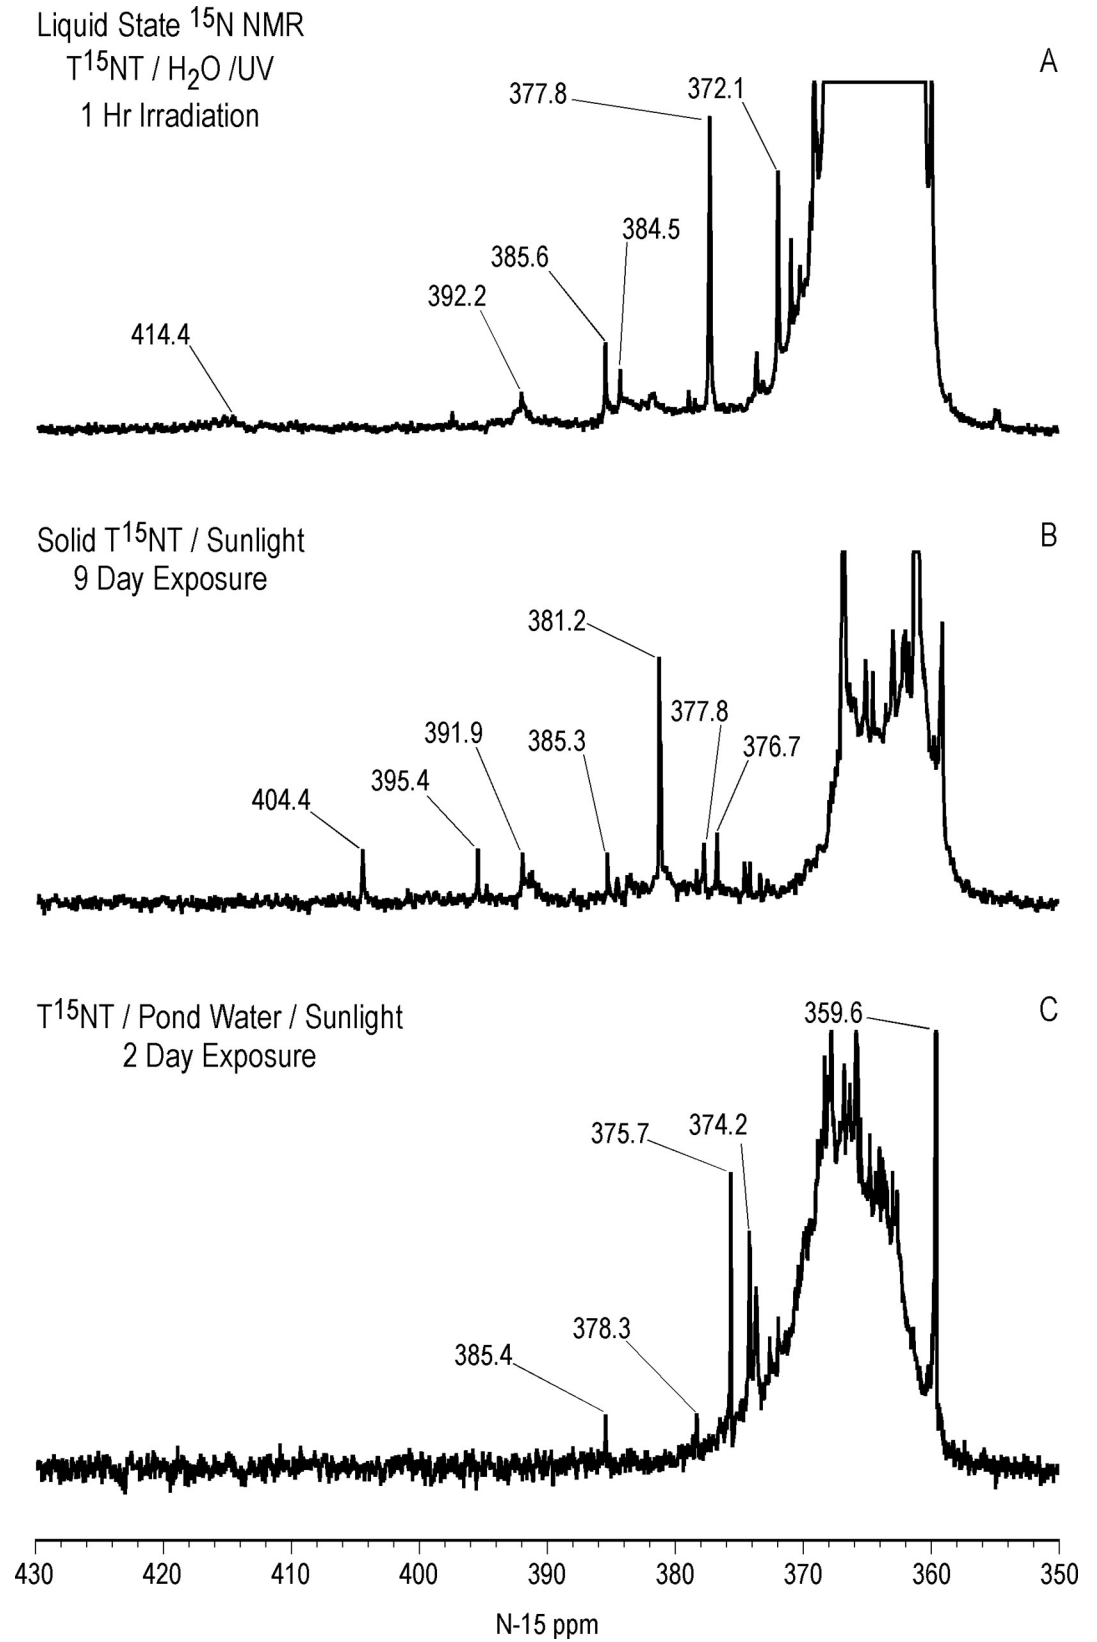 Liquid State ¹⁵N NMR
T¹⁵NT / H₂O /UV
1 Hr Irradiation
A
377.8
372.1
384.5
385.6
392.2
414.4
Solid T¹⁵NT / Sunlight
9 Day Exposure
B
381.2
377.8
391.9
385.3
376.7
395.4
404.4
T¹⁵NT / Pond Water / Sunlight
2 Day Exposure
C
359.6
375.7
374.2
378.3
385.4
430 420 410 400 390 380 370 360 350
N-15 ppm